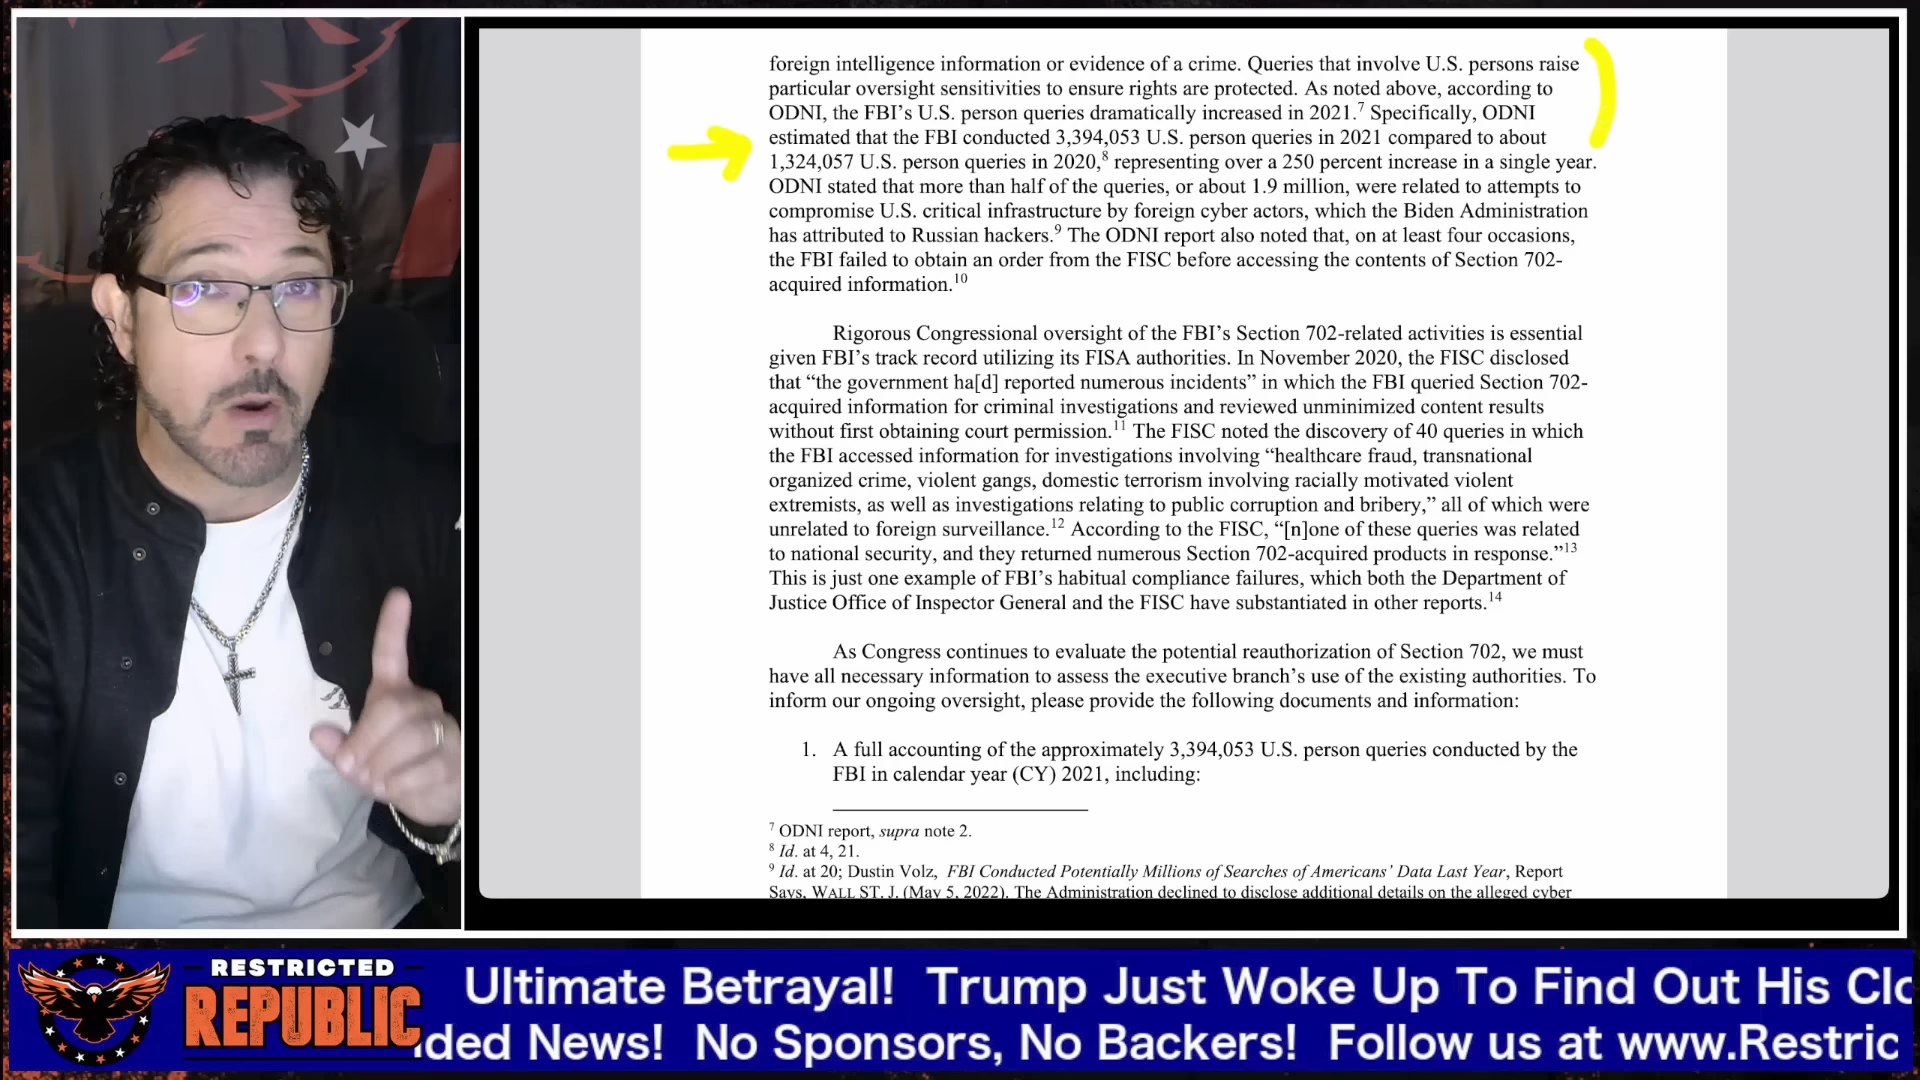 foreign intelligence information or evidence of a crime. Queries that involve U.S. persons raise
particular oversight sensitivities to ensure rights are protected. As noted above, according to
ODNI, the FBI’s U.S. person queries dramatically increased in 2021.7 Specifically, ODNI
estimated that the FBI conducted 3,394,053 U.S. person queries in 2021 compared to about
1,324,057 U.S. person queries in 2020,8 representing over a 250 percent increase in a single year.
ODNI stated that more than half of the queries, or about 1.9 million, were related to attempts to
compromise U.S. critical infrastructure by foreign cyber actors, which the Biden Administration
has attributed to Russian hackers.9 The ODNI report also noted that, on at least four occasions,
the FBI failed to obtain an order from the FISC before accessing the contents of Section 702-
acquired information.10
Rigorous Congressional oversight of the FBI’s Section 702-related activities is essential
given FBI’s track record utilizing its FISA authorities. In November 2020, the FISC disclosed
that “the government ha[d] reported numerous incidents” in which the FBI queried Section 702-
acquired information for criminal investigations and reviewed unminimized content results
without first obtaining court permission.11 The FISC noted the discovery of 40 queries in which
the FBI accessed information for investigations involving “healthcare fraud, transnational
organized crime, violent gangs, domestic terrorism involving racially motivated violent
extremists, as well as investigations relating to public corruption and bribery,” all of which were
unrelated to foreign surveillance.12 According to the FISC, “[n]one of these queries was related
to national security, and they returned numerous Section 702-acquired products in response.”13
This is just one example of FBI’s habitual compliance failures, which both the Department of
Justice Office of Inspector General and the FISC have substantiated in other reports.14
As Congress continues to evaluate the potential reauthorization of Section 702, we must
have all necessary information to assess the executive branch’s use of the existing authorities. To
inform our ongoing oversight, please provide the following documents and information:
1. A full accounting of the approximately 3,394,053 U.S. person queries conducted by the
FBI in calendar year (CY) 2021, including:
7 ODNI report, supra note 2.
8 Id. at 4, 21.
9 Id. at 20; Dustin Volz, FBI Conducted Potentially Millions of Searches of Americans’ Data Last Year, Report
Says, WALL ST. J. (May 5, 2022). The Administration declined to disclose additional details on the alleged cyber
RESTRICTED
REPUBLIC
Ultimate Betrayal! Trump Just Woke Up To Find Out His Clo
ded News! No Sponsors, No Backers! Follow us at www.Restric